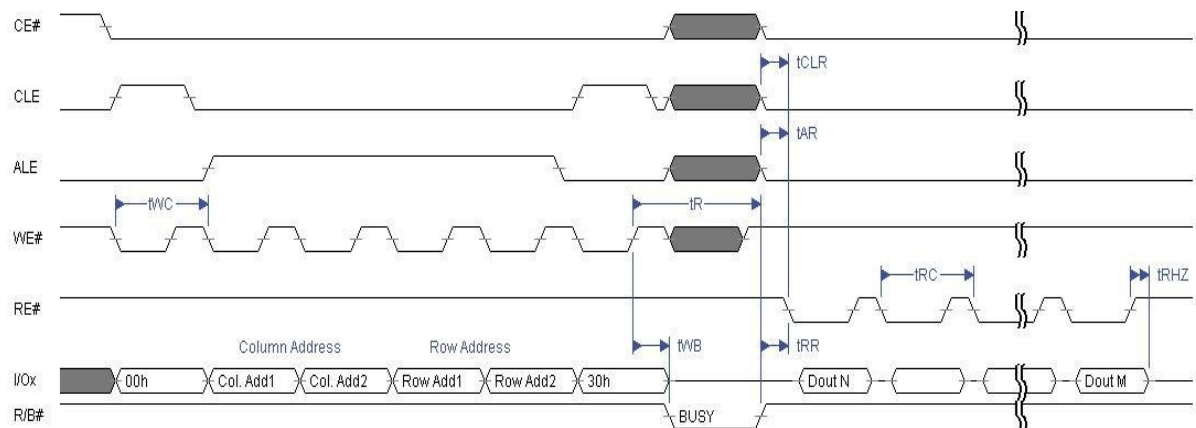 CE#
tCLR
CLE
tAR
ALE
tWC
tR
WE#
tRC
tRHZ
RE#
Column Address
Row Address
tWB
tRR
I/Ox
00h
Col. Add1
Col. Add2
Row Add1
Row Add2
30h
Dout N
Dout M
R/B#
BUSY